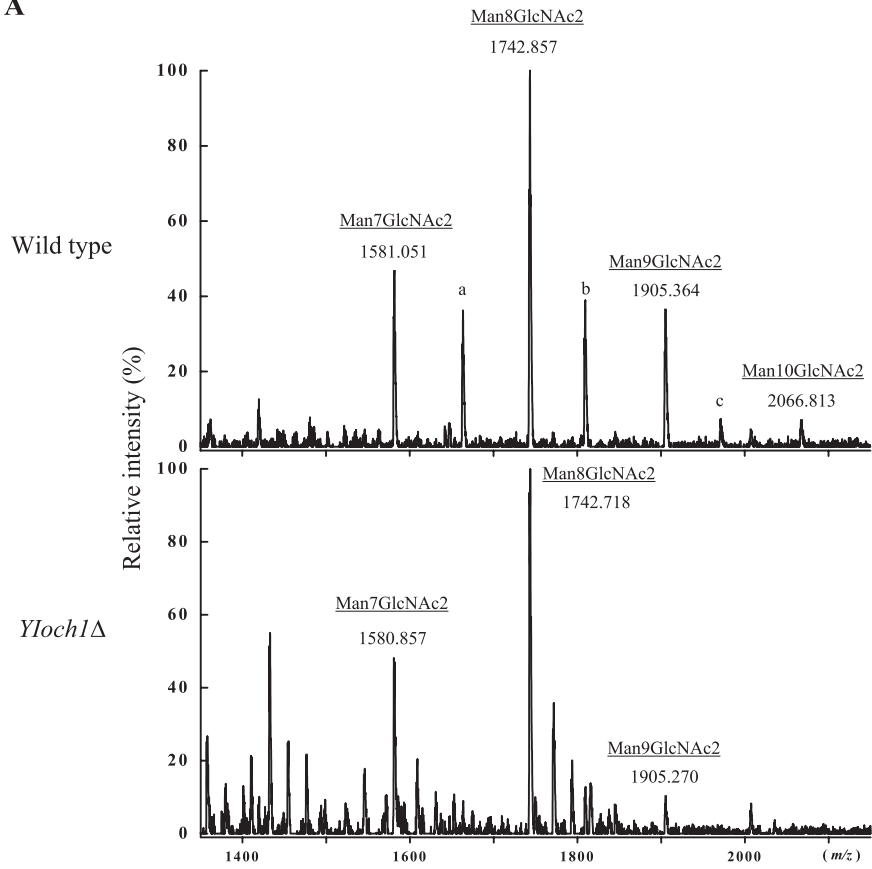 A
Man8GlcNAc2
1742.857
100
80
60
40
20
0
Man7GlcNAc2
1581.051
a
b
Man9GlcNAc2
1905.364
c
Man10GlcNAc2
2066.813
Wild type
Relative intensity (%)
100
80
60
40
20
0
Man8GlcNAc2
1742.718
Man7GlcNAc2
1580.857
Man9GlcNAc2
1905.270
Yloch1Δ
1400
1600
1800
2000
(m/z)